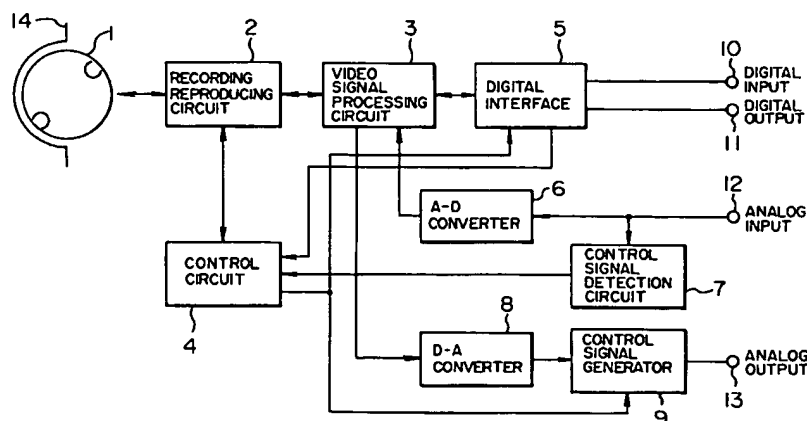 14
1
2
3
5
10
RECORDING
REPRODUCING
CIRCUIT
VIDEO
SIGNAL
PROCESSING
CIRCUIT
DIGITAL
INTERFACE
DIGITAL
INPUT
DIGITAL
OUTPUT
11
6
12
A-D
CONVERTER
ANALOG
INPUT
CONTROL
CIRCUIT
4
CONTROL
SIGNAL
DETECTION
CIRCUIT
7
8
D-A
CONVERTER
CONTROL
SIGNAL
GENERATOR
9
ANALOG
OUTPUT
13